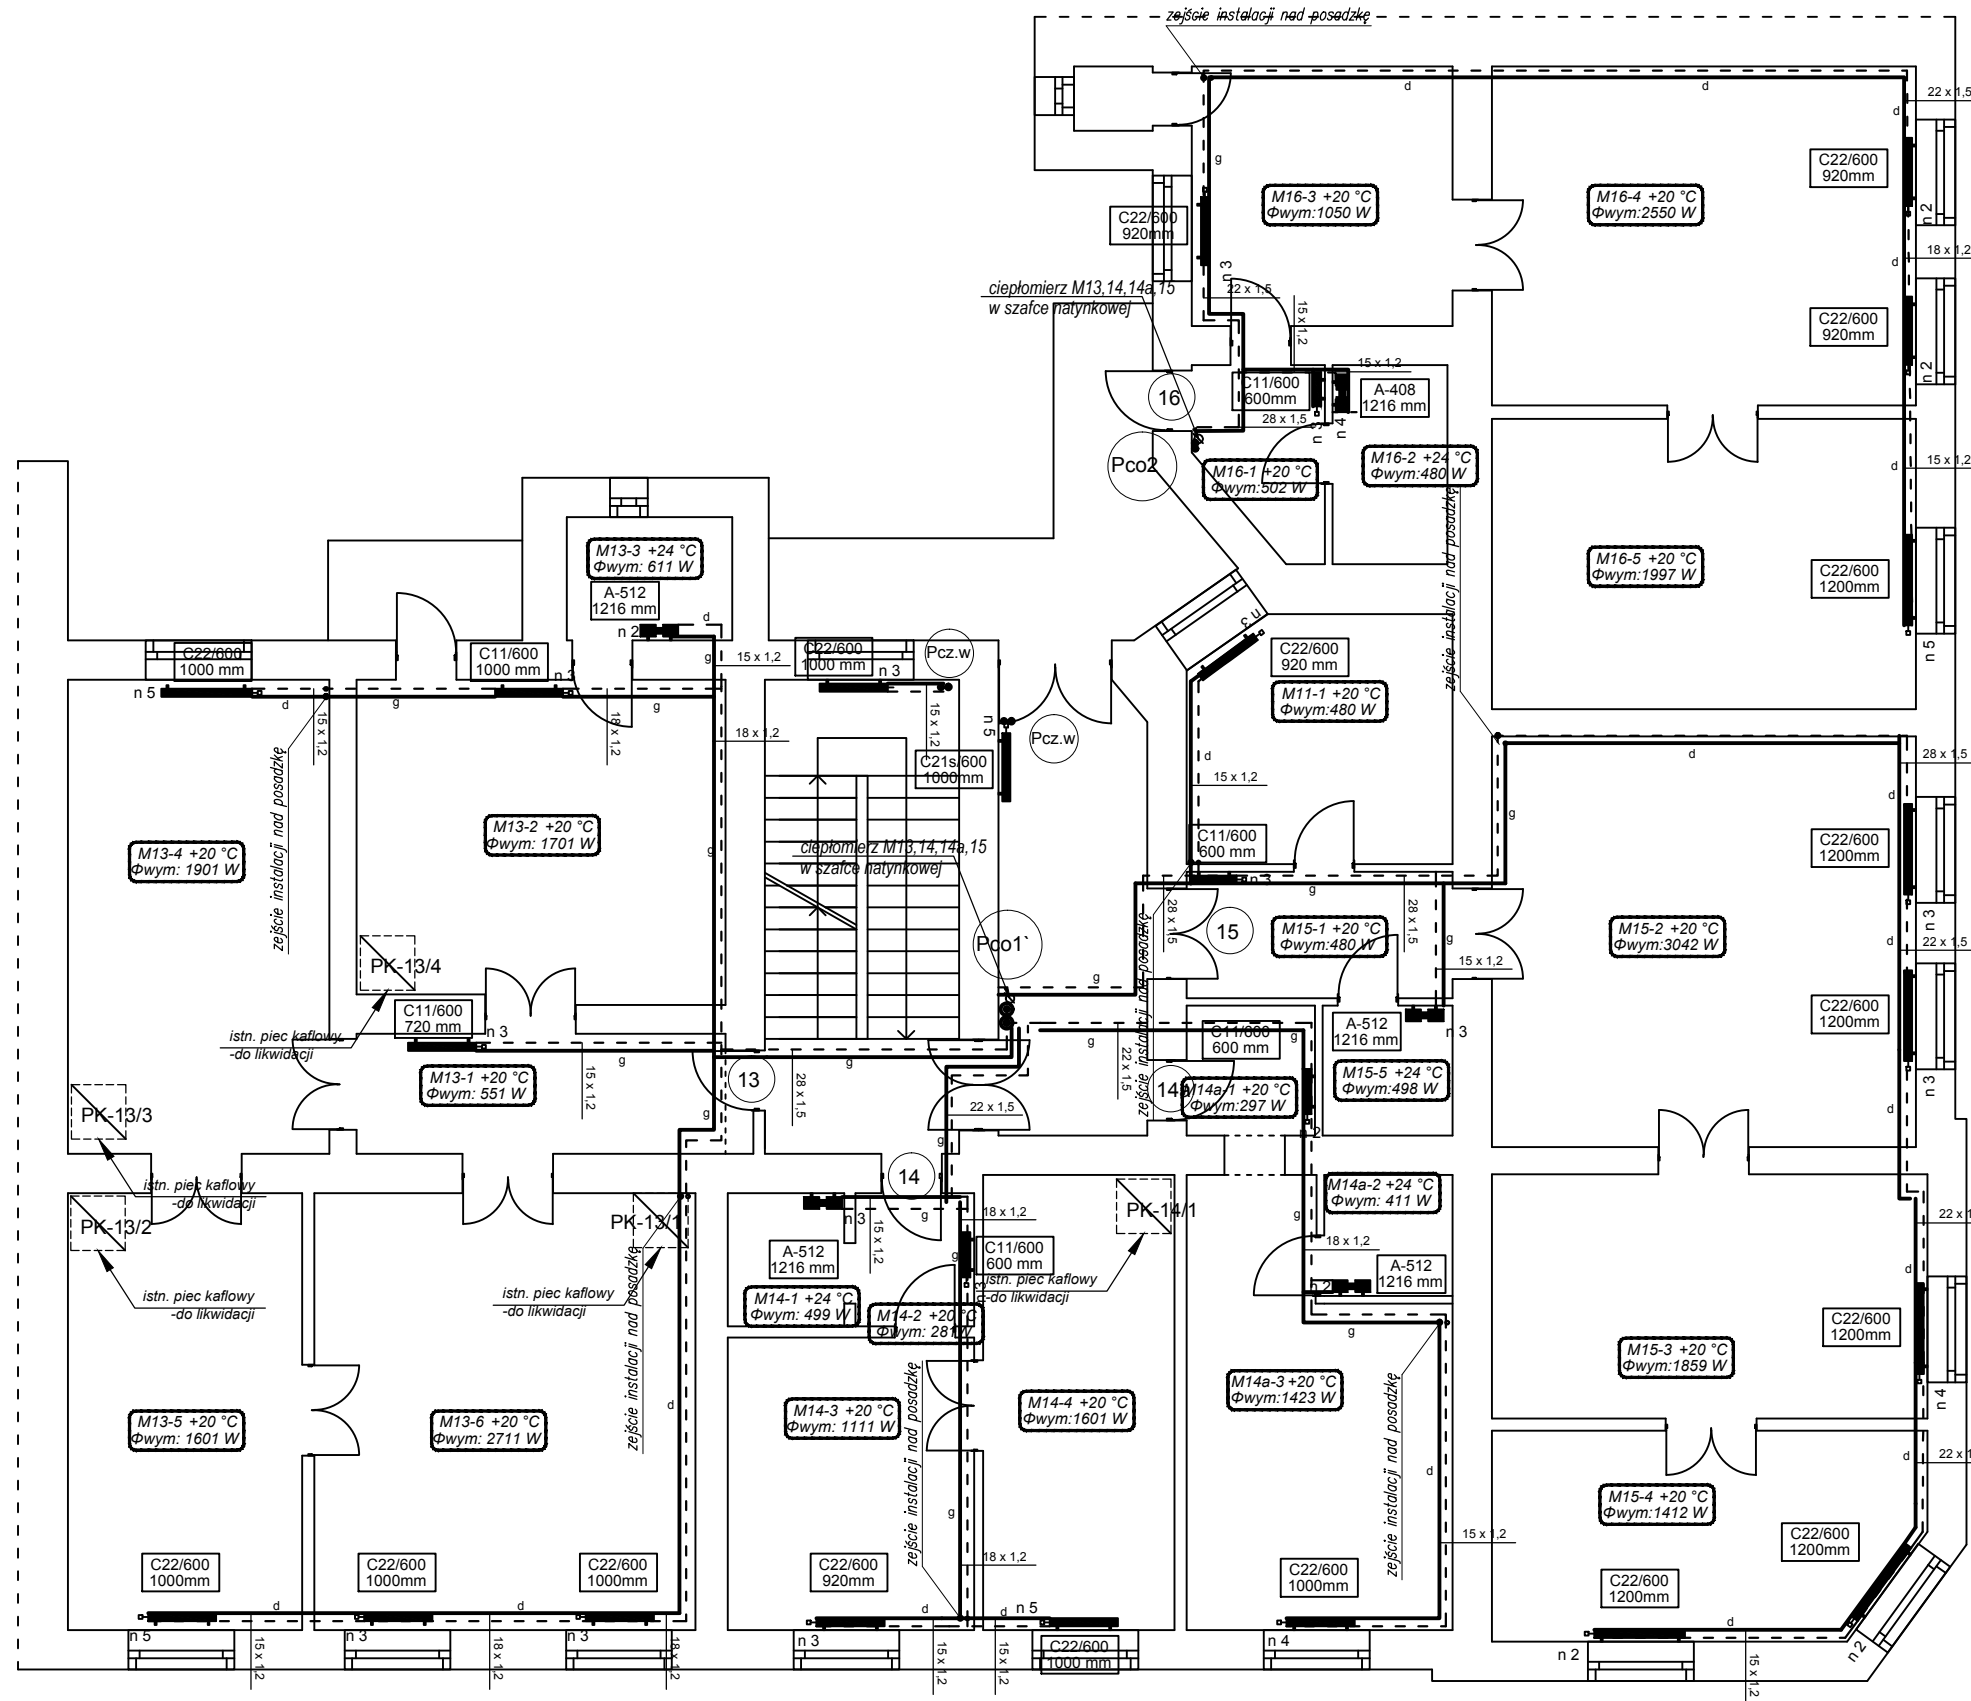 zejście instalacji nad posadzkę
d
d
d
22 x 1,5
g
C22/600
920mm
n 2
M16-3 +20 °C
Φwym:1050 W
M16-4 +20 °C
Φwym:2550 W
C22/600
920mm
n 3
18 x 1,2
d
ciepłomierz M13,14,14a,15
w szafce natynkowej
22 x 1,5
15 x 1,2
C22/600
920mm
n 2
15 x 1,2
16
C11/600
600mm
A-408
1216 mm
28 x 1,5
n 3
n 4
Pco2
M16-1 +20 °C
Φwym:502 W
M16-2 +24 °C
Φwym:480 W
d
15 x 1,2
zejście instalacji nad posadzkę
M16-5 +20 °C
Φwym:1997 W
C22/600
1200mm
n 5
M13-3 +24 °C
Φwym: 611 W
A-512
1216 mm
n 2
d
g
15 x 1,2
C22/600
1000 mm
n 5
C11/600
1000 mm
n 3
C22/600
1000 mm
n 3
Pcz.w
n 3
C22/600
920 mm
M11-1 +20 °C
Φwym:480 W
d
g
g
15 x 1,2
18 x 1,2
18 x 1,2
15 x 1,2
n 5
Pcz.w
C21s/600
1000mm
d
15 x 1,2
d
28 x 1,5
d
zejście instalacji nad posadzkę
M13-4 +20 °C
Φwym: 1901 W
M13-2 +20 °C
Φwym: 1701 W
g
ciepłomierz M13,14,14a,15
w szafce natynkowej
C11/600
600 mm
n 3
g
g
C22/600
1200mm
n 3
28 x 1,5
28 x 1,5
15
M15-1 +20 °C
Φwym:480 W
g
15 x 1,2
M15-2 +20 °C
Φwym:3042 W
d
22 x 1,5
PK-13/4
Pco1`
g
zejście instalacji nad posadzkę
C22/600
1200mm
n 3
istn. piec kaflowy
-do likwidacji
C11/600
720 mm
n 3
g
15 x 1,2
g
28 x 1,5
13
22 x 1,5
C11/600
600 mm
A-512
1216 mm
n 3
M13-1 +20 °C
Φwym: 551 W
g
22 x 1,5
14a
M14a-1 +20 °C
Φwym:297 W
n 2
M15-5 +24 °C
Φwym:498 W
d
PK-13/3
istn. piec kaflowy
-do likwidacji
g
14
PK-13/2
PK-13/1
n 3
15 x 1,2
g
18 x 1,2
PK-14/1
M14a-2 +24 °C
Φwym: 411 W
g
18 x 1,2
d
istn. piec kaflowy
-do likwidacji
istn. piec kaflowy
-do likwidacji
zejście instalacji nad posadzkę
A-512
1216 mm
g
C11/600
600 mm
n 3
istn. piec kaflowy
-do likwidacji
n 2
A-512
1216 mm
M14-1 +24 °C
Φwym: 499 W
M14-2 +20 °C
Φwym: 281W
g
C22/600
1200mm
n 4
M15-3 +20 °C
Φwym:1859 W
zejście instalacji nad posadzkę
zejście instalacji nad posadzkę
M13-5 +20 °C
Φwym: 1601 W
M13-6 +20 °C
Φwym: 2711 W
d
M14-3 +20 °C
Φwym: 1111 W
M14-4 +20 °C
Φwym:1601 W
M14a-3 +20 °C
Φwym:1423 W
d
d
g
M15-4 +20 °C
Φwym:1412 W
15 x 1,2
C22/600
1200mm
C22/600
1000mm
C22/600
1000mm
C22/600
1000mm
C22/600
920mm
18 x 1,2
C22/600
1000mm
C22/600
1200mm
d
d
d
d
n 5
d
n 5
n 3
n 3
n 3
n 4
n 2
n 2
15 x 1,2
18 x 1,2
18 x 1,2
15 x 1,2
15 x 1,2
C22/600
1000 mm
15 x 1,2